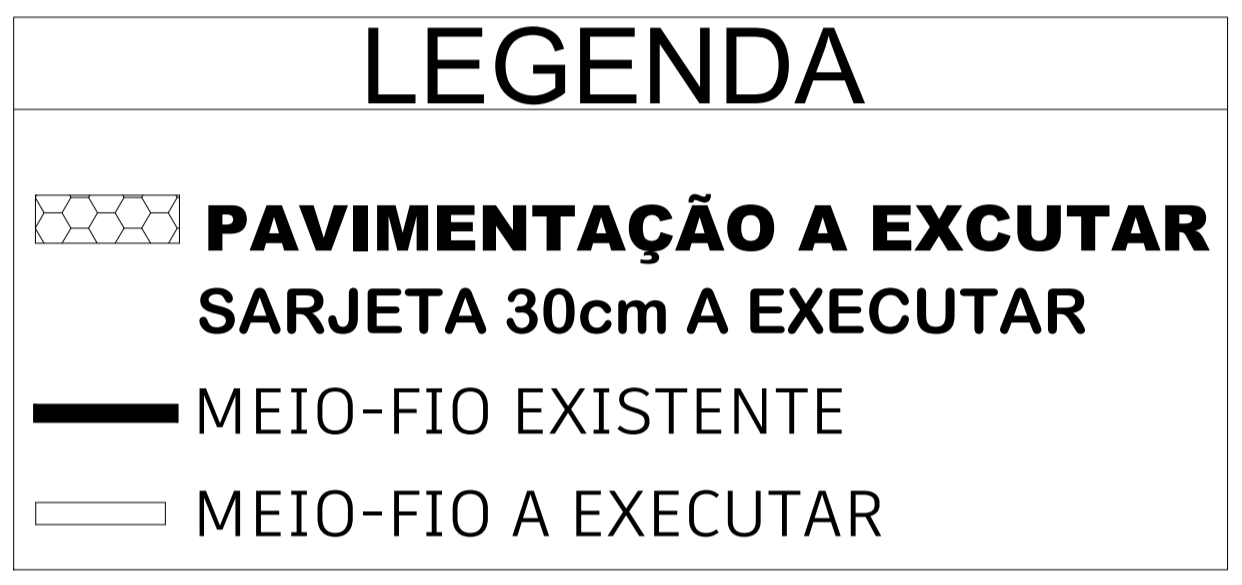 LEGENDA
PAVIMENTAÇÃO A EXCUTAR
SARJETA 30cm A EXECUTAR
MEIO-FIO EXISTENTE
MEIO-FIO A EXECUTAR